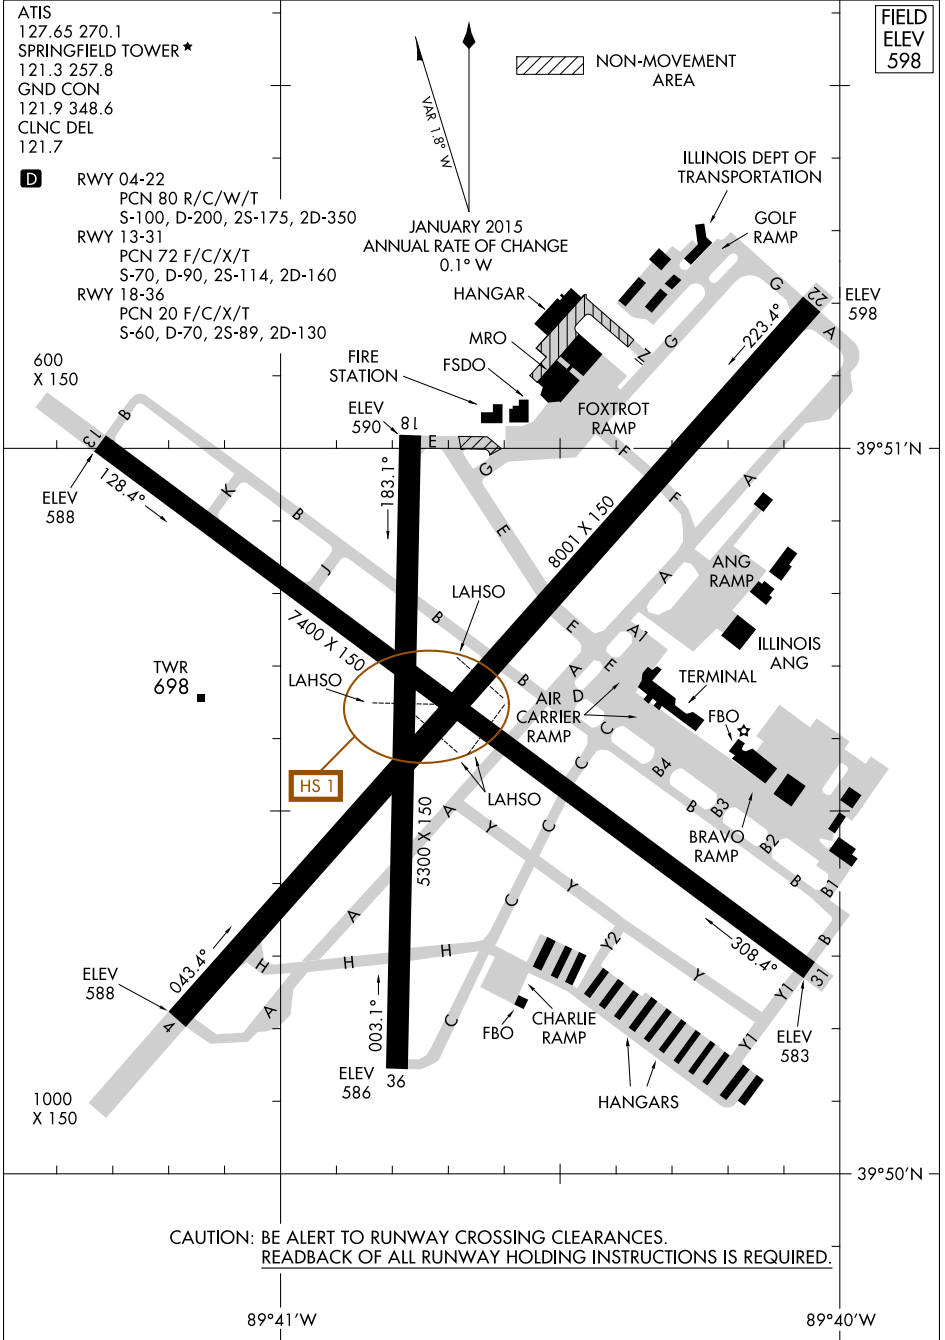 ATIS
127.65 270.1
SPRINGFIELD TOWER★
121.3 257.8
GND CON
121.9 348.6
CLNC DEL
121.7
D
RWY 04-22
PCN 80 R/C/W/T
S-100, D-200, 2S-175, 2D-350
RWY 13-31
PCN 72 F/C/X/T
S-70, D-90, 2S-114, 2D-160
RWY 18-36
PCN 20 F/C/X/T
S-60, D-70, 2S-89, 2D-130
VAR 1.8° W
JANUARY 2015
ANNUAL RATE OF CHANGE
0.1° W
NON-MOVEMENT
AREA
FIELD
ELEV
598
ILLINOIS DEPT OF
TRANSPORTATION
GOLF
RAMP
HANGAR
G
22
ELEV
598
A
223.4°
G
Z
MRO
FSDO
FIRE
STATION
600
X 150
B
13
ELEV
590
18
E
G
FOXTROT
RAMP
F
F
A
39°51'N
ELEV
588
128.4°
K
B
183.1°
E
8001 X 150
ANG
RAMP
J
LAHSO
A
7400 X 150
B
E
A1
ILLINOIS
ANG
TWR
698
LAHSO
B
A
E
D
TERMINAL
AIR
CARRIER
RAMP
C
FBO
HS 1
C
B4
LAHSO
5300 X 150
A
Y
C
B
B3
BRAVO
RAMP
B2
Y
B
B1
C
A
043.4°
H
H
H
Y2
308.4°
B
Y
31
Y1
ELEV
588
4
A
003.1°
C
FBO
CHARLIE
RAMP
Y1
ELEV
583
ELEV
586
36
HANGARS
1000
X 150
39°50'N
CAUTION: BE ALERT TO RUNWAY CROSSING CLEARANCES.
READBACK OF ALL RUNWAY HOLDING INSTRUCTIONS IS REQUIRED.
89°41'W
89°40'W